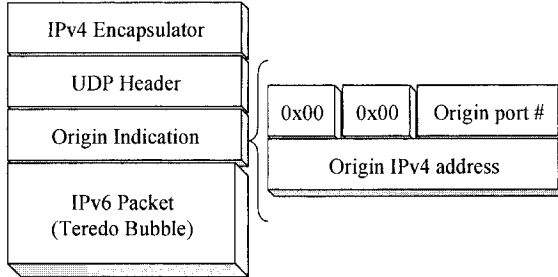 IPv4 Encapsulator
UDP Header
Origin Indication
IPv6 Packet
(Teredo Bubble)
0x00 0x00 Origin port #
Origin IPv4 address